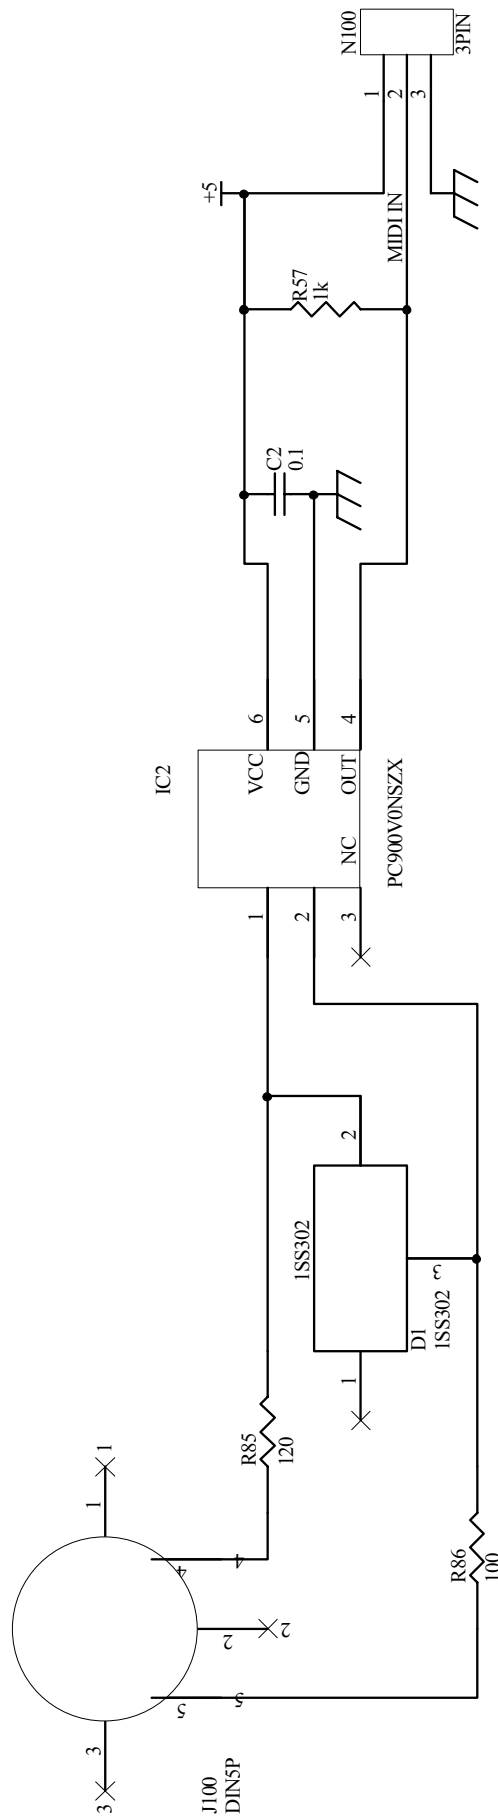 J100
DIN5P
3
3
1
1
5
5
2
2
4
4
R85
120
R86
100
1
D1
1SS302
3
1SS302
2
1
2
3
IC2
VCC
GND
OUT
NC
PC900V0NSZX
6
5
4
C2
0.1
R57
1k
+5
MIDI IN
1
2
3
N100
3PIN